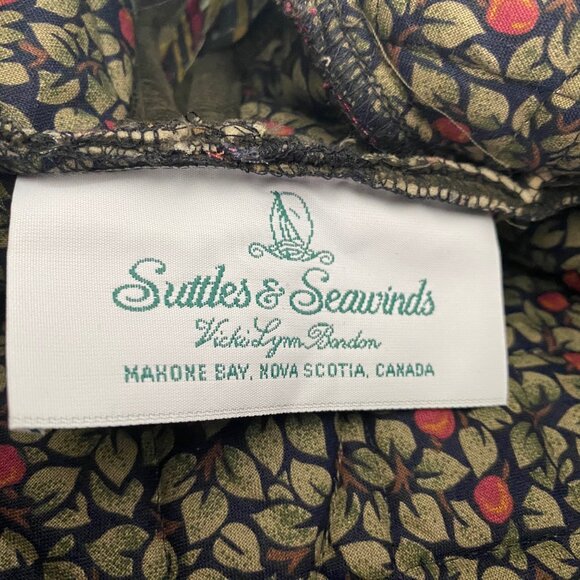 Suttles & Seawinds
Vicki Lynn Bardon
MAHONE BAY, NOVA SCOTIA, CANADA